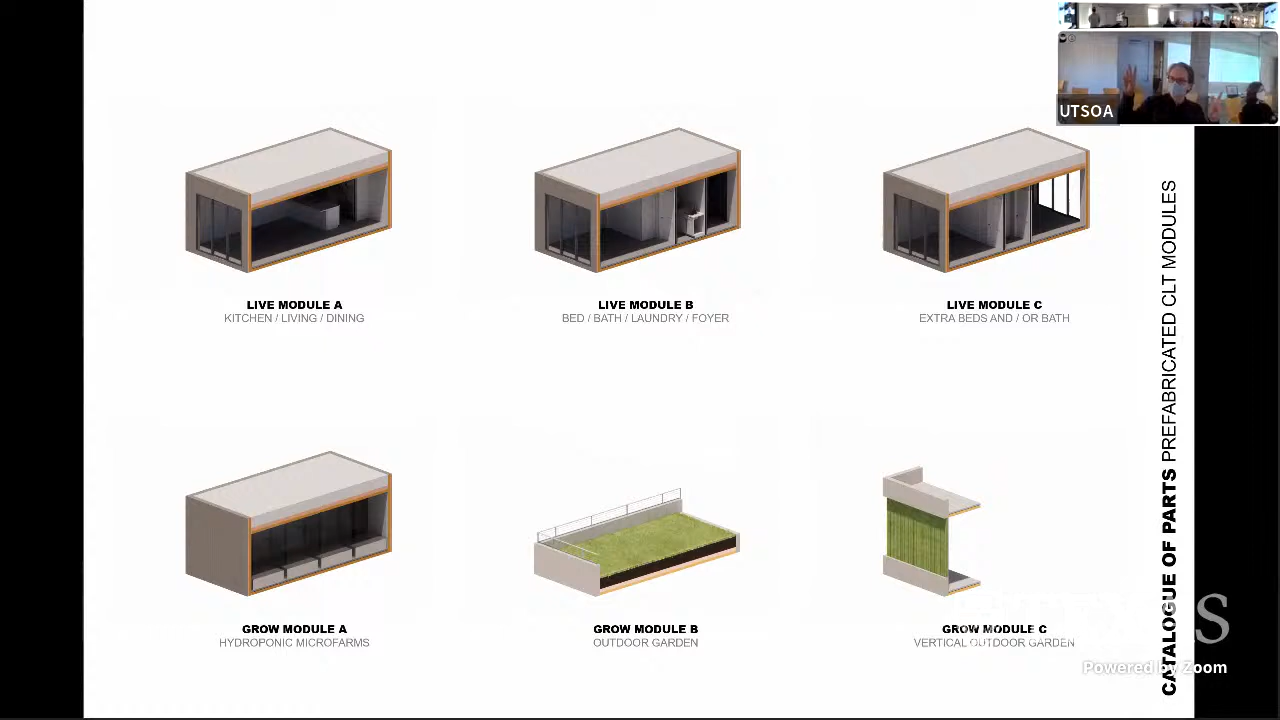 UTSOA
LIVE MODULE A
KITCHEN / LIVING / DINING
LIVE MODULE B
BED / BATH / LAUNDRY / FOYER
LIVE MODULE C
EXTRA BEDS AND / OR BATH
GROW MODULE A
HYDROPONIC MICROFARMS
GROW MODULE B
OUTDOOR GARDEN
GROW MODULE C
VERTICAL OUTDOOR GARDEN
CATALOGUE OF PARTS PREFABRICATED CLT MODULES
Powered by Zoom